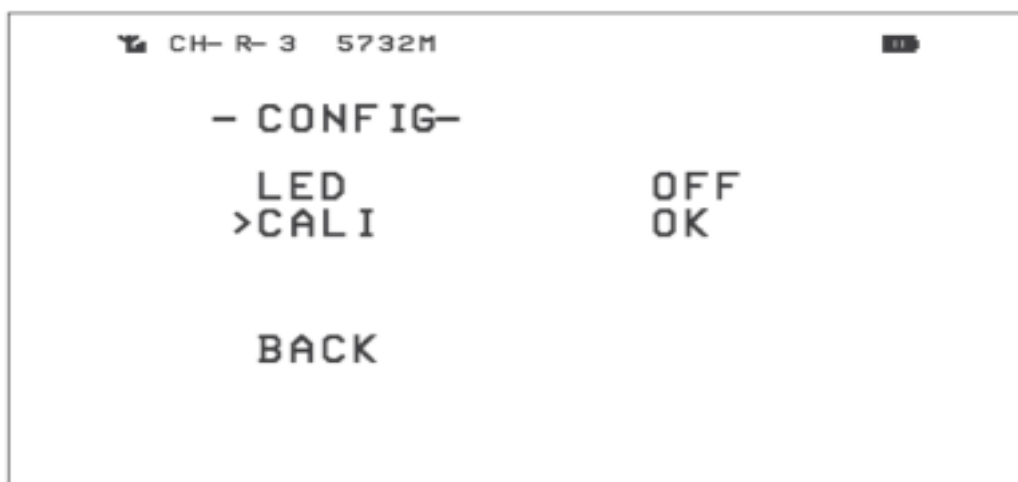 CH-R-3 5732M
-CONFIG-
LED OFF
>CALI OK
BACK